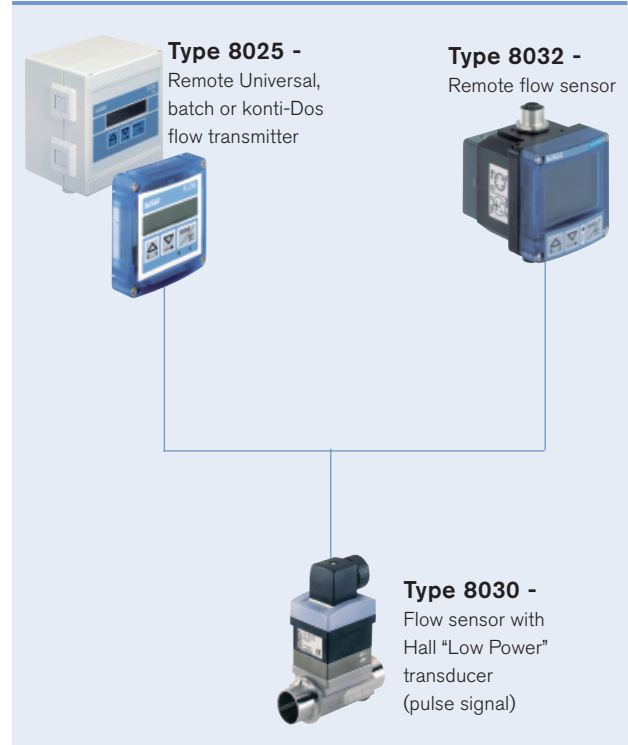 Type 8025 -
Remote Universal,
batch or konti-Dos
flow transmitter
Type 8032 -
Remote flow sensor
Type 8030 -
Flow sensor with
Hall “Low Power”
transducer
(pulse signal)